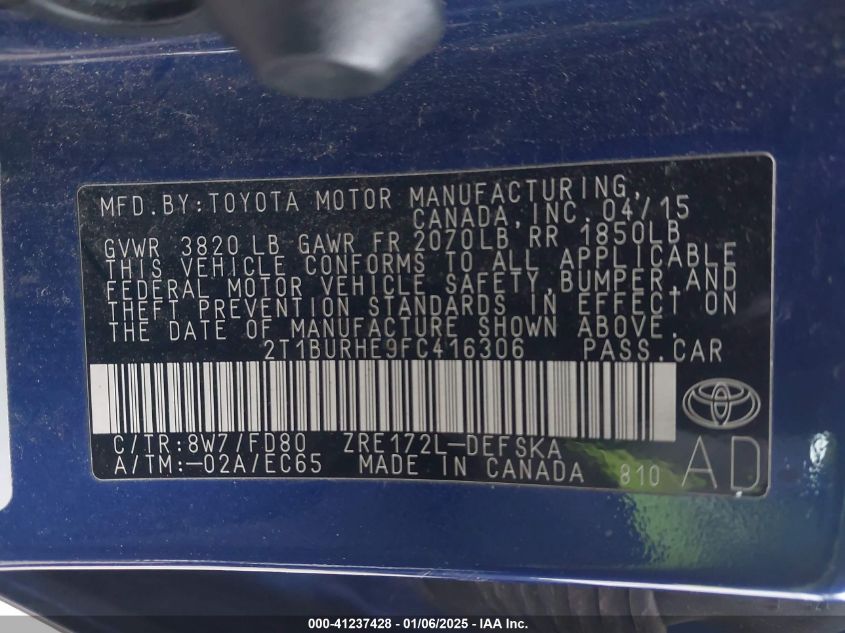 MFD.BY:TOYOTA MOTOR MANUFACTURING,
CANADA, INC. 04/15
GVWR 3820 LB GAWR FR 2070LB, RR 1850LB
THIS VEHICLE CONFORMS TO ALL APPLICABLE
FEDERAL MOTOR VEHICLE SAFETY,BUMPER,AND
THEFT PREVENTION STANDARDS IN EFFECT ON
THE DATE OF MANUFACTURE SHOWN ABOVE.
2T1BURHE9FC416306 PASS.CAR
C/TR:8W7/FD80 ZRE172L-DEFSKA
A/TM:-02A/EC65 MADE IN CANADA 810
AD
000-41237428 - 01/06/2025 - IAAI Inc.